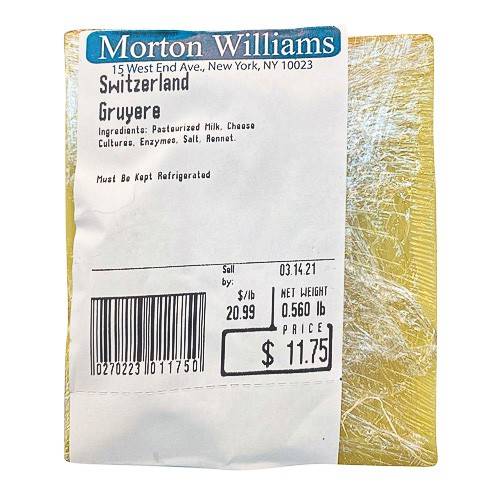 Morton Williams
15 West End Ave., New York, NY 10023
Switzerland
Gruyere
Ingredients: Pasteurized Milk, Cheese
Cultures, Enzymes, Salt, Rennet.
Must Be Kept Refrigerated
Sell
by:
03.14.21
$/lb
20.99
NET WEIGHT
0.560 lb
PRICE
$ 11.75
0270223 011750